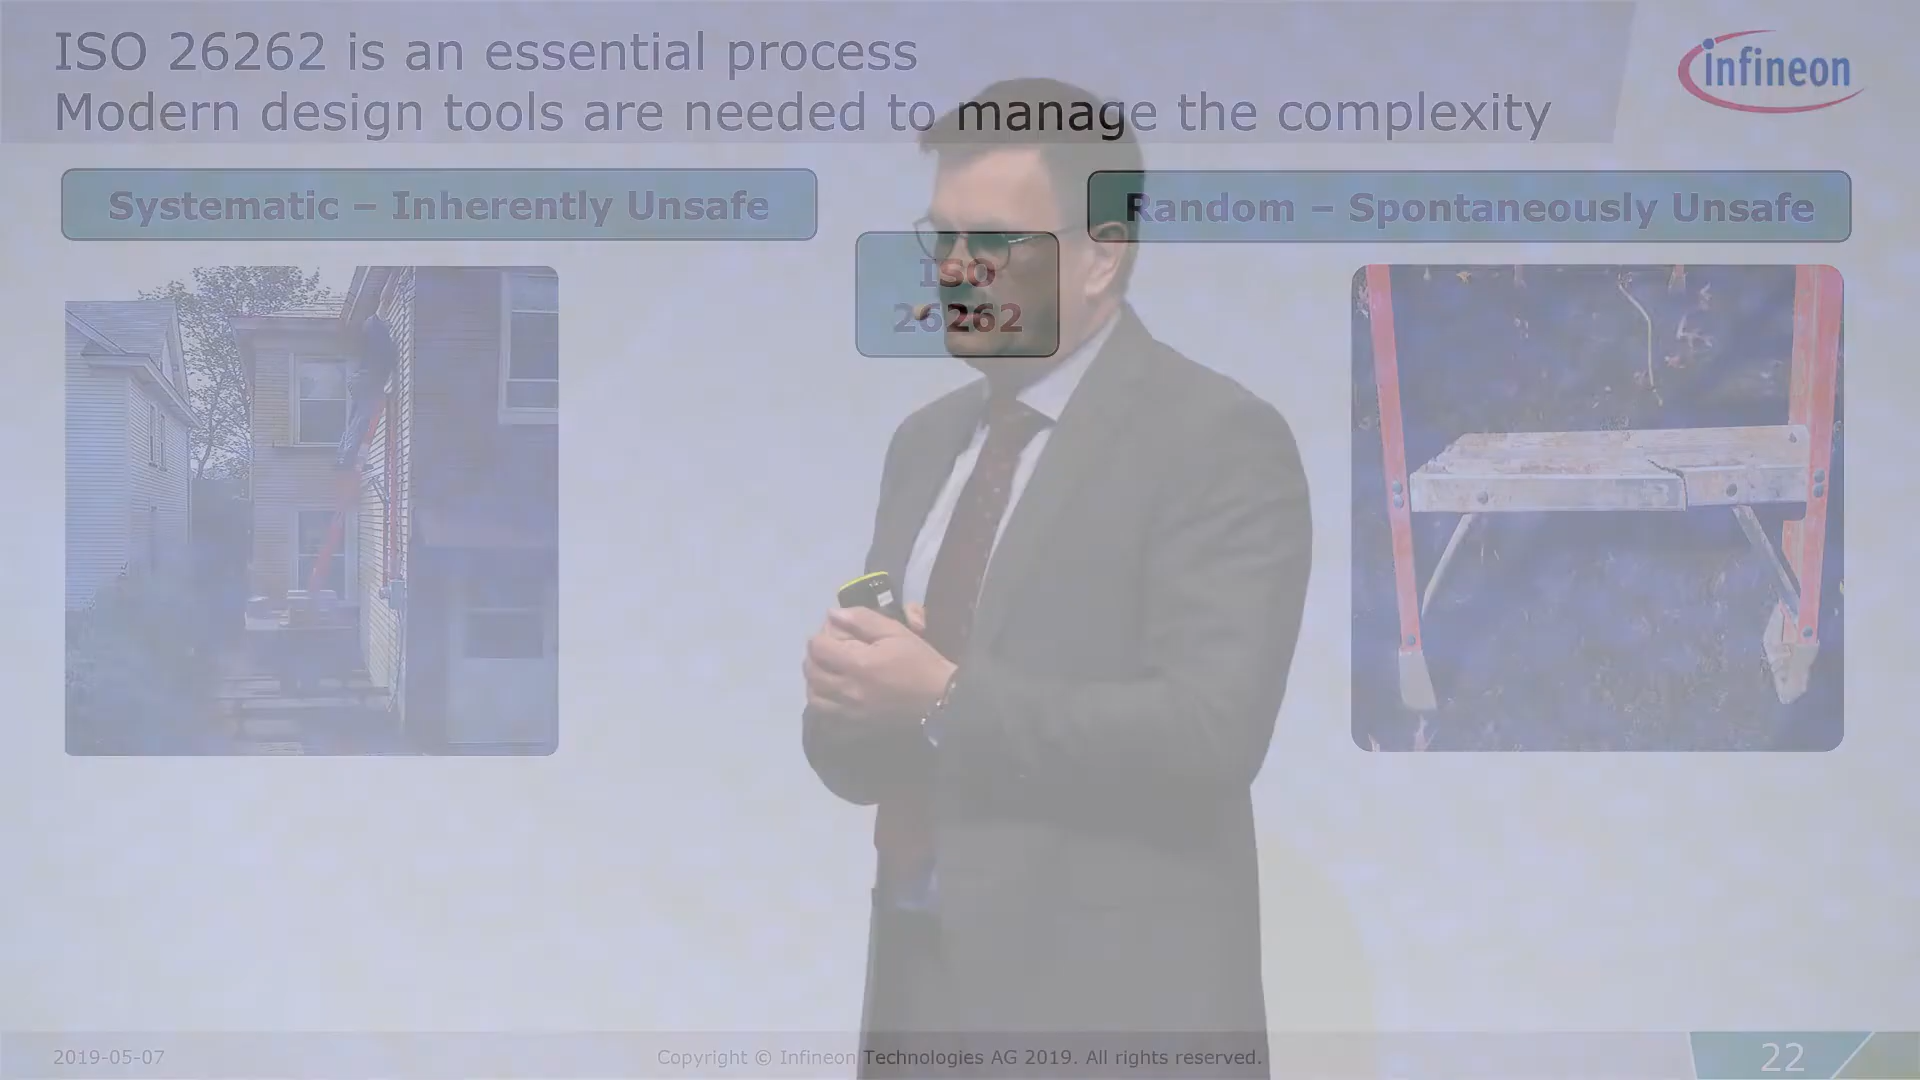 ISO 26262 is an essential process
Modern design tools are needed to manage the complexity
infineon
Systematic – Inherently Unsafe
Random – Spontaneously Unsafe
ISO
26262
2019-05-07
Copyright © Infineon Technologies AG 2019. All rights reserved.
22